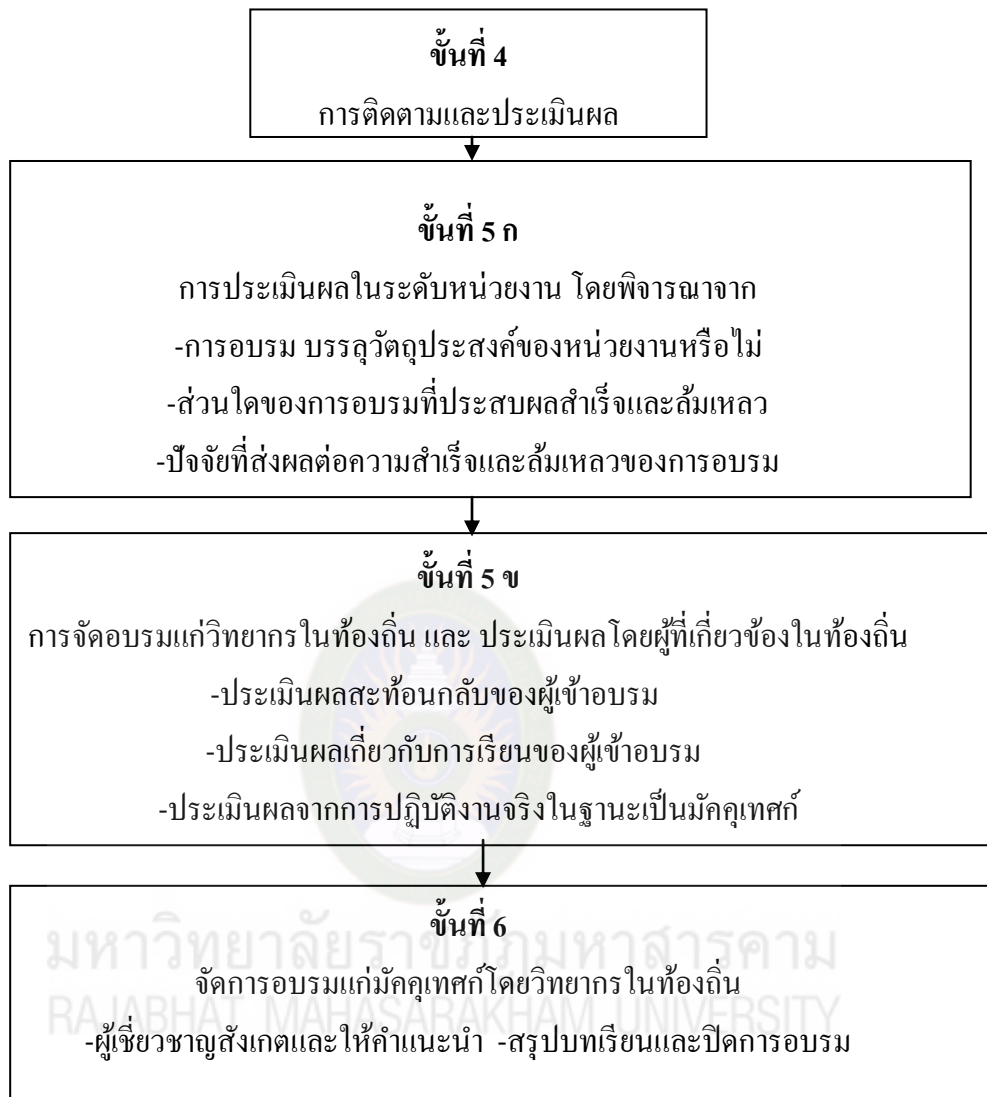 ขั้นที่ 4
การติดตามและประเมินผล
ขั้นที่ 5 ก
การประเมินผลในระดับหน่วยงาน โดยพิจารณาจาก
-การอบรม บรรลุวัตถุประสงค์ของหน่วยงานหรือไม่
-ส่วนใดของการอบรมที่ประสบผลสำเร็จและล้มเหลว
-ปัจจัยที่ส่งผลต่อความสำเร็จและล้มเหลวของการอบรม
ขั้นที่ 5 ข
การจัดอบรมแก่วิทยากรในท้องถิ่น และ ประเมินผลโดยผู้ที่เกี่ยวข้องในท้องถิ่น
-ประเมินผลสะท้อนกลับของผู้เข้าอบรม
-ประเมินผลเกี่ยวกับการเรียนของผู้เข้าอบรม
-ประเมินผลจากการปฏิบัติงานจริงในฐานะเป็นมัคคุเทศก์
ขั้นที่ 6
มหาวิทยาลัยราชภัฏมหาสารคาม
จัดการอบรมแก่มัคคุเทศก์โดยวิทยากรในท้องถิ่น
RAJABHAT MAHASARAKHAM UNIVERSITY
-ผู้เชี่ยวชาญสังเกตและให้คำแนะนำ -สรุปบทเรียนและปิดการอบรม